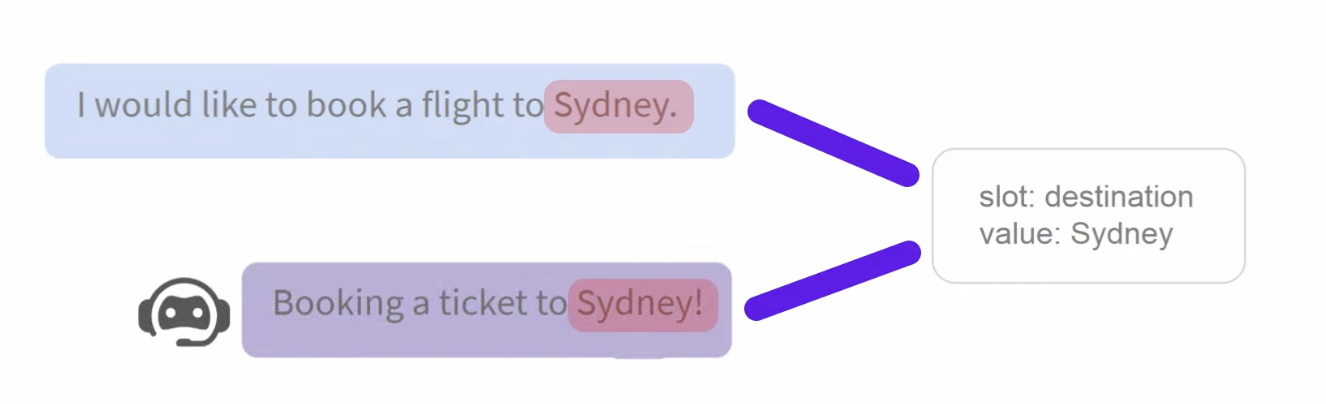 I would like to book a flight to Sydney.
slot: destination
value: Sydney
Booking a ticket to Sydney!